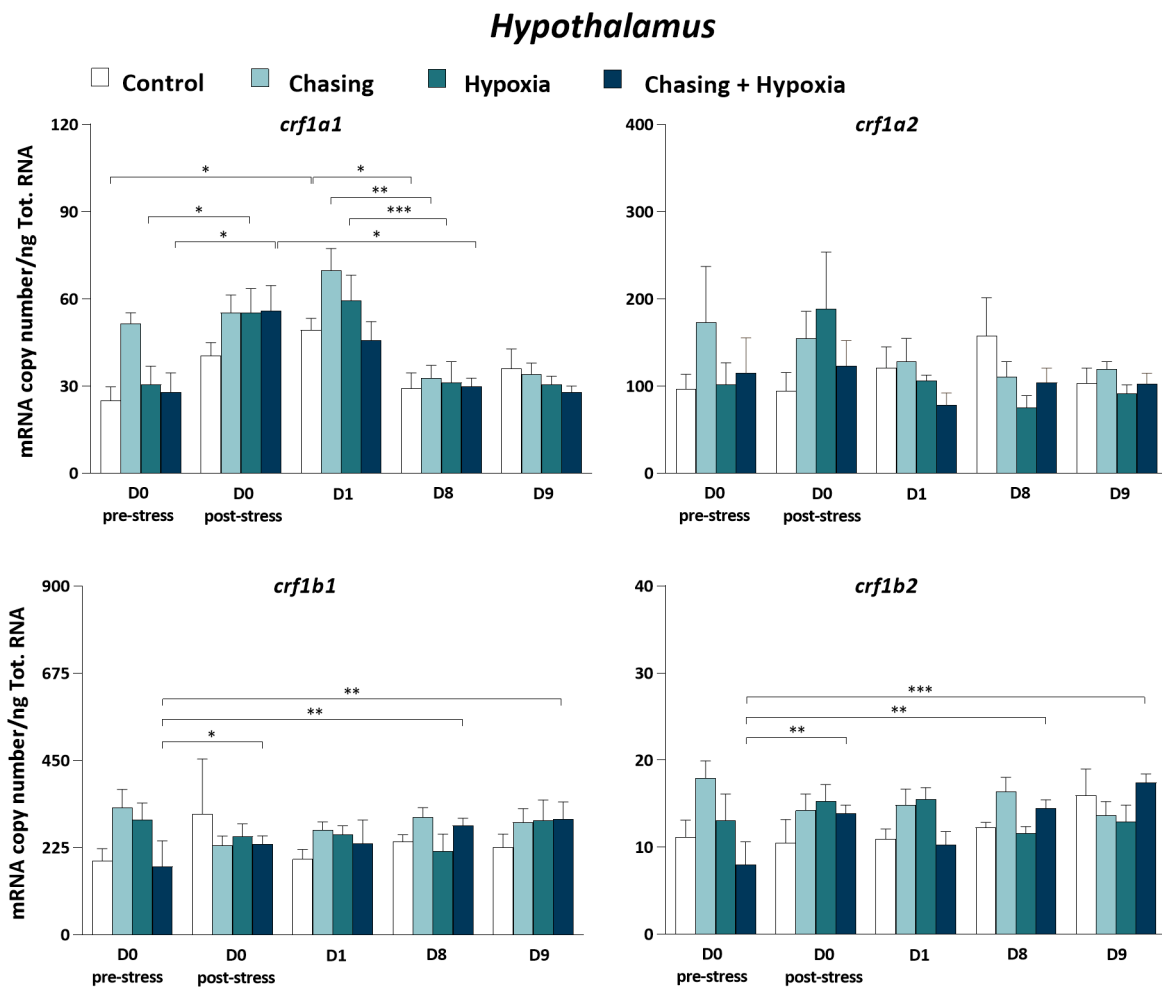 Hypothalamus
Control Chasing Hypoxia Chasing + Hypoxia
crf1a1
mRNA copy number/ng Tot. RNA
120
90
60
30
0
* *
**
* ***
* *
D0 D0 D1 D8 D9
pre-stress post-stress
crf1a2
400
300
200
100
0
D0 D0 D1 D8 D9
pre-stress post-stress
crf1b1
mRNA copy number/ng Tot. RNA
900
675
450
225
0
**
**
*
D0 D0 D1 D8 D9
pre-stress post-stress
crf1b2
40
30
20
10
0
***
**
**
D0 D0 D1 D8 D9
pre-stress post-stress